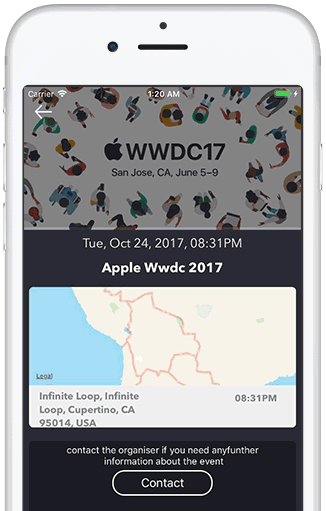 Carrier 1:20 AM
WWDC17
San Jose, CA, June 5–9
Tue, Oct 24, 2017, 08:31PM
Apple Wwdc 2017
Legal
Infinite Loop, Infinite
Loop, Cupertino, CA
95014, USA
08:31PM
contact the organiser if you need anyfunther
information about the event
Contact